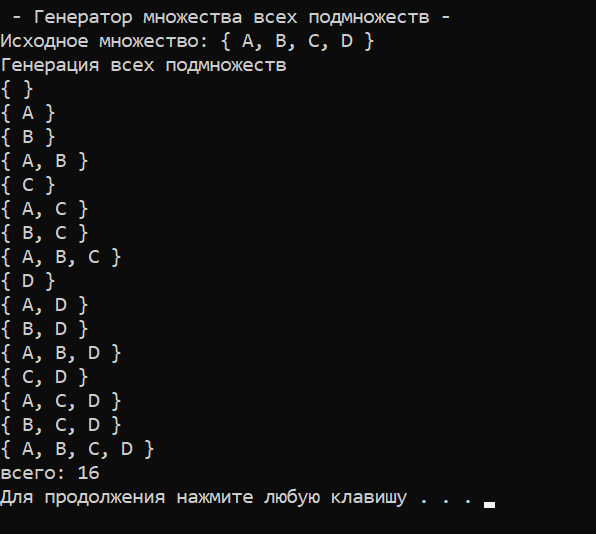 - Генератор множества всех подмножеств -
Исходное множество: { A, B, C, D }
Генерация всех подмножеств
{ }
{ A }
{ B }
{ A, B }
{ C }
{ A, C }
{ B, C }
{ A, B, C }
{ D }
{ A, D }
{ B, D }
{ A, B, D }
{ C, D }
{ A, C, D }
{ B, C, D }
{ A, B, C, D }
всего: 16
Для продолжения нажмите любую клавишу . . .